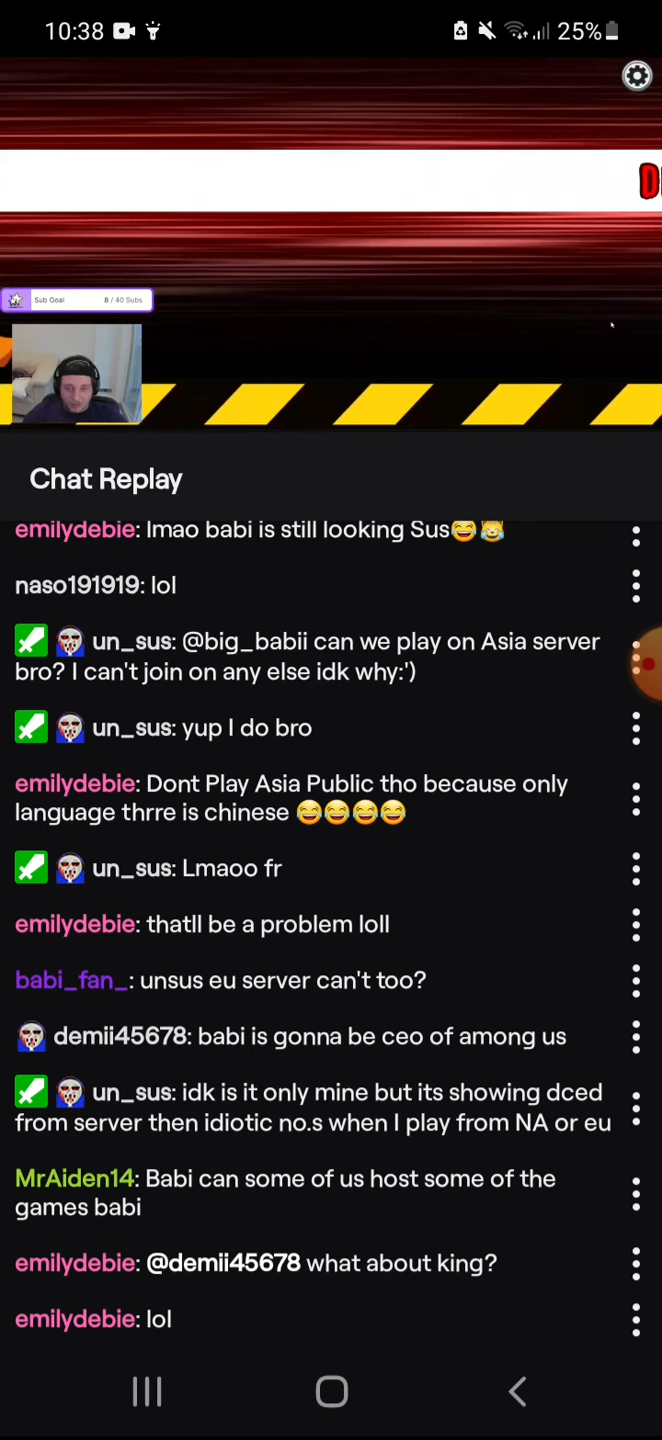 10:38
25%
D
Sub Goal 8 / 40 Subs
Chat Replay
emilydebie: lmao babi is still looking Sus😂😹
naso191919: lol
un_sus: @big_babii can we play on Asia server
bro? I can't join on any else idk why:')
un_sus: yup I do bro
emilydebie: Dont Play Asia Public tho because only
language thrre is chinese 😂😂😂😂
un_sus: Lmaoo fr
emilydebie: thatll be a problem loll
babi_fan_: unsus eu server can't too?
demii45678: babi is gonna be ceo of among us
un_sus: idk is it only mine but its showing dced
from server then idiotic no.s when I play from NA or eu
MrAiden14: Babi can some of us host some of the
games babi
emilydebie: @demii45678 what about king?
emilydebie: lol